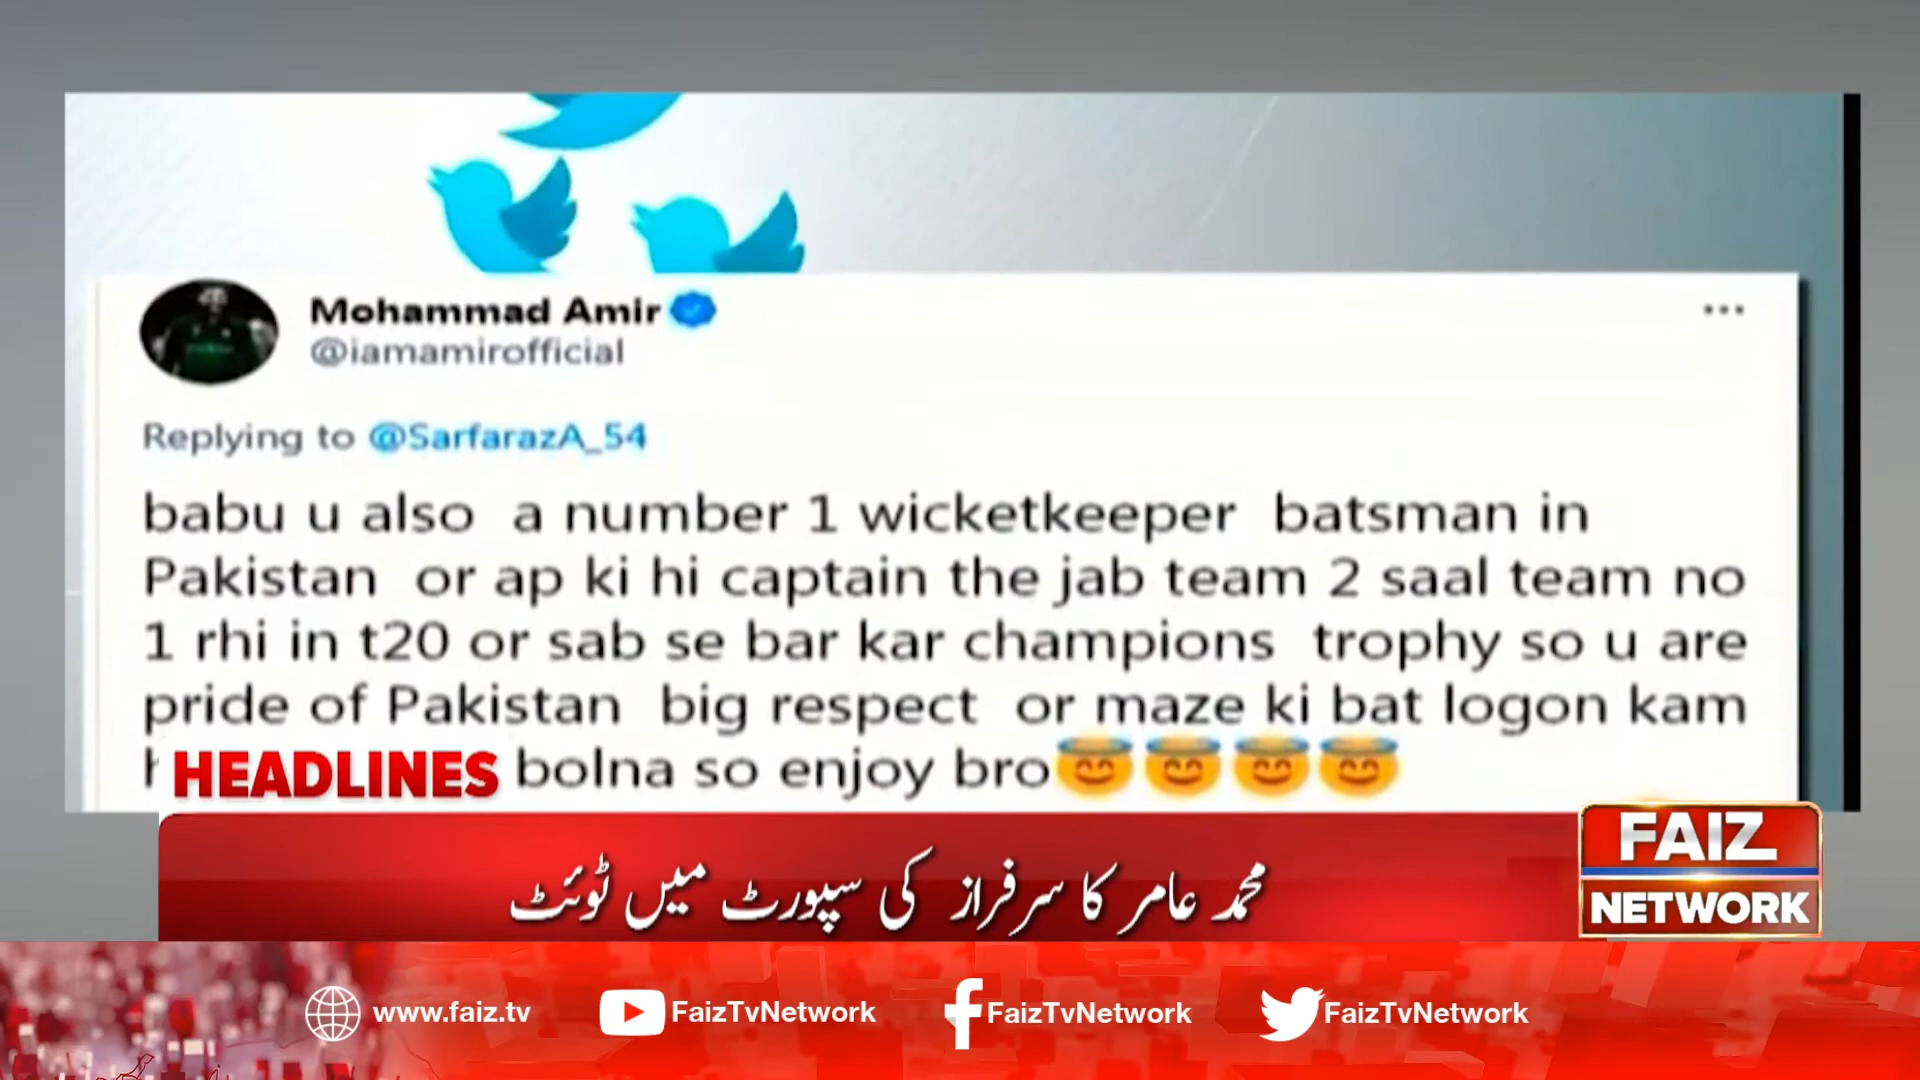 Mohammad Amir
@iamamirofficial
Replying to @SarfarazA_54
babu u also a number 1 wicketkeeper batsman in
Pakistan or ap ki hi captain the jab team 2 saal team no
1 rhi in t20 or sab se bar kar champions trophy so u are
pride of Pakistan big respect or maze ki bat logon kam
bolna so enjoy bro😇😇😇😇
HEADLINES
محمد عامر کا سرفراز کی سپورٹ میں ٹوئٹ
FAIZ
NETWORK
www.faiz.tv
FaizTvNetwork
FaizTvNetwork
FaizTvNetwork